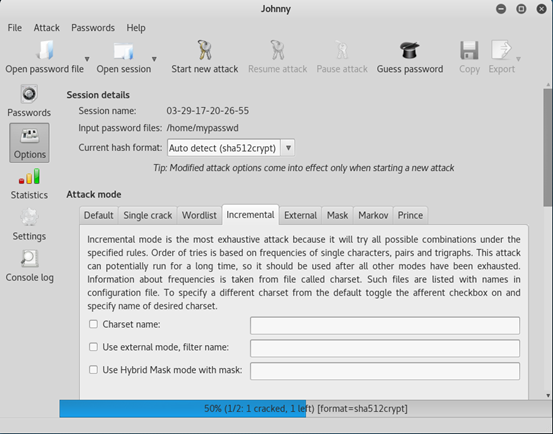 Johnny
File Attack Passwords Help
Open password file Open session Start new attack Resume attack Pause attack Guess password Copy Export
Passwords
Options
Statistics
Settings
Console log
Session details
Session name: 03-29-17-20-26-55
Input password files: /home/mypasswd
Current hash format: Auto detect (sha512crypt)
Tip: Modified attack options come into effect only when starting a new attack
Attack mode
Default Single crack Wordlist Incremental External Mask Markov Prince
Incremental mode is the most exhaustive attack because it will try all possible combinations under the
specified rules. Order of tries is based on frequencies of single characters, pairs and trigraphs. This attack
can potentially run for a long time, so it should be used after all other modes have been exhausted.
Information about frequencies is taken from file called charset. Such files are listed with names in
configuration file. To specify a different charset from the default toggle the afferent checkbox on and
specify name of desired charset.
Charset name:
Use external mode, filter name:
Use Hybrid Mask mode with mask:
50% (1/2: 1 cracked, 1 left) [format=sha512crypt]